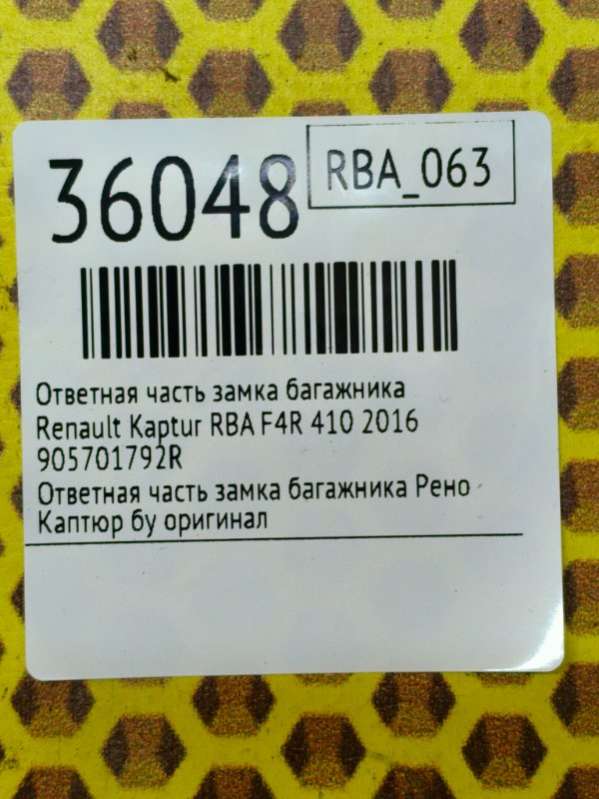 36048
RBA_063
Ответная часть замка багажника
Renault Kaptur RBA F4R 410 2016
905701792R
Ответная часть замка багажника Рено
Каптюр бу оригинал